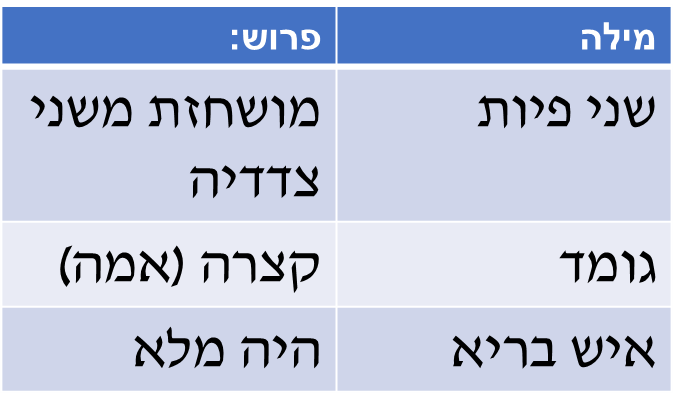 מילה פרוש:
שני פיות מושחזת משני
צדדיה
גומד קצרה (אמה)
איש בריא היה מלא